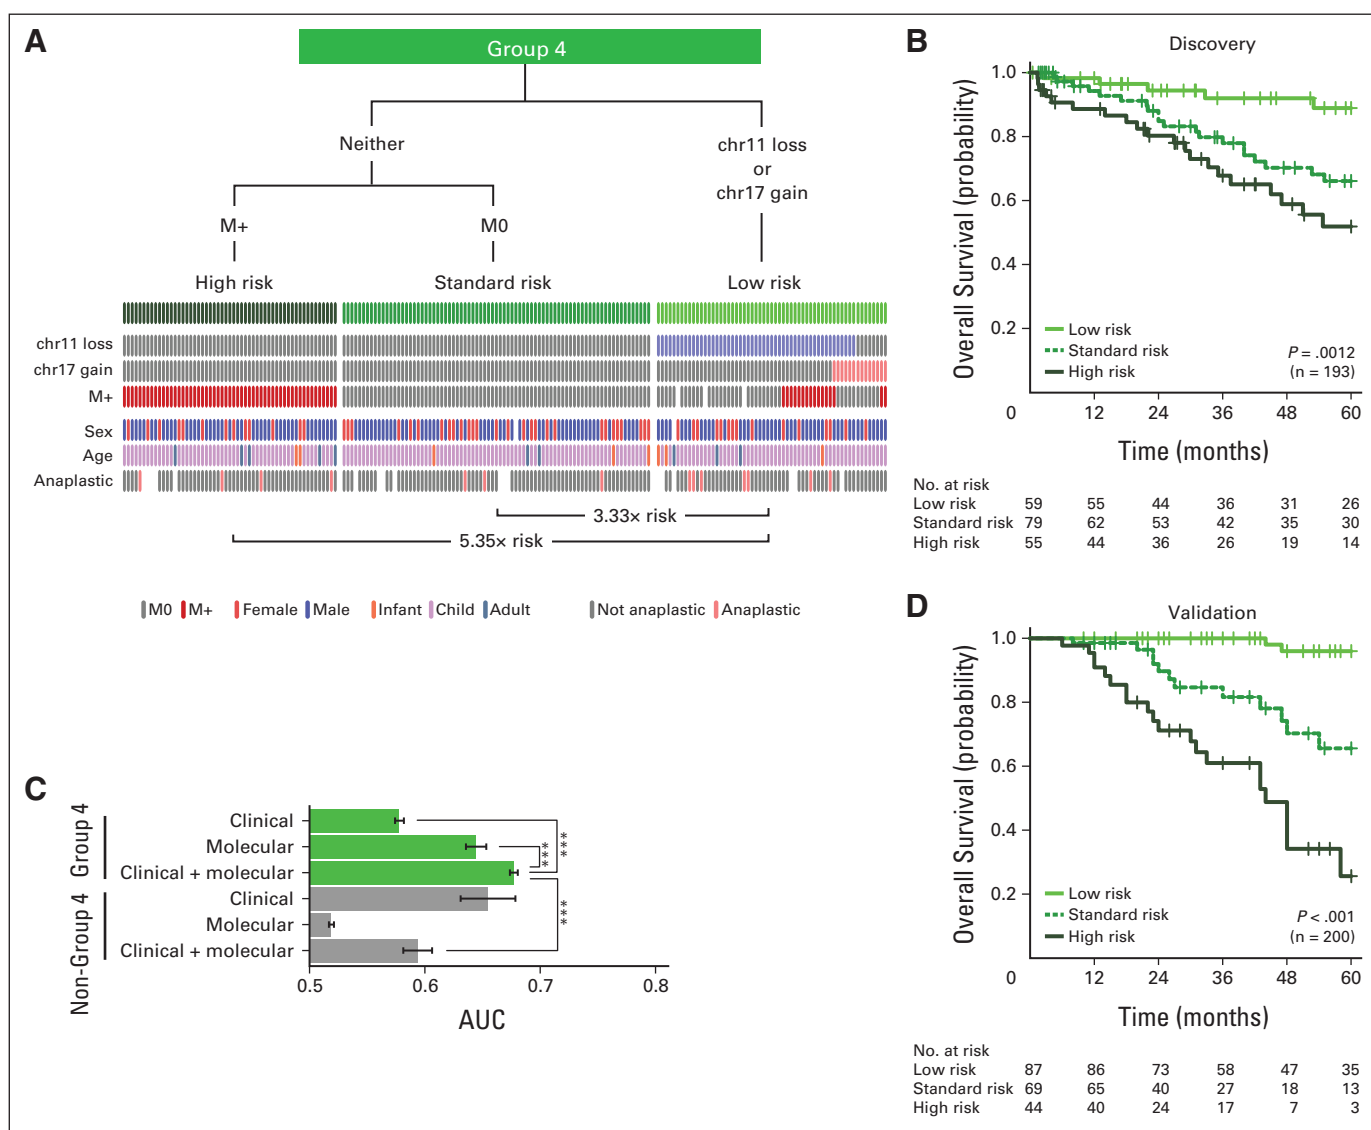 A
Group 4
Neither
chr11 loss
or
chr17 gain
M+
M0
High risk
Standard risk
Low risk
chr11 loss
chr17 gain
M+
Sex
Age
Anaplastic
3.33× risk
5.35× risk
M0 M+ Female Male Infant Child Adult Not anaplastic Anaplastic
B
Discovery
Overall Survival (probability)
1.0
0.8
0.6
0.4
0.2
0 12 24 36 48 60
Low risk
Standard risk
High risk
P = .0012
(n = 193)
Time (months)
No. at risk
Low risk 59 55 44 36 31 26
Standard risk 79 62 53 42 35 30
High risk 55 44 36 26 19 14
C
Group 4
Clinical
Molecular
Clinical + molecular
Non-Group 4
Clinical
Molecular
Clinical + molecular
***
***
***
0.5 0.6 0.7 0.8
AUC
D
Validation
Overall Survival (probability)
1.0
0.8
0.6
0.4
0.2
0 12 24 36 48 60
Low risk
Standard risk
High risk
P < .001
(n = 200)
Time (months)
No. at risk
Low risk 87 86 73 58 47 35
Standard risk 69 65 40 27 18 13
High risk 44 40 24 17 7 3